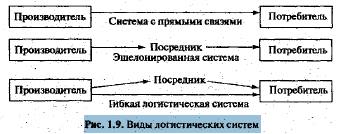 Производитель Потребитель
Система с прямыми связями
Производитель Посредник Потребитель
Эшелонированная система
Посредник
Производитель Потребитель
Гибкая логистическая система
Рис. 1.9. Виды логистических систем